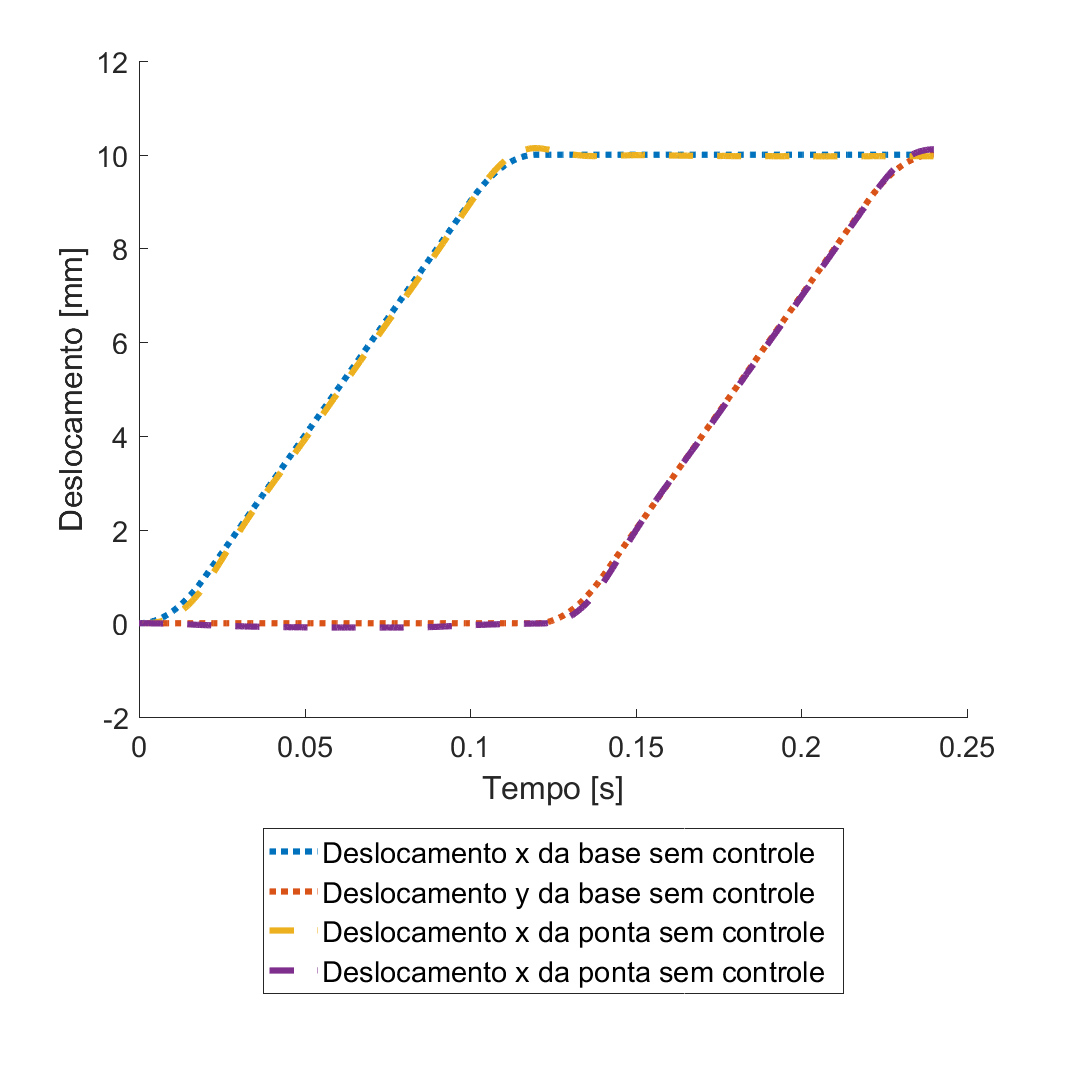 12
10
8
6
4
2
0
-2
Deslocamento [mm]
0 0.05 0.1 0.15 0.2 0.25
Tempo [s]
Deslocamento x da base sem controle
Deslocamento y da base sem controle
Deslocamento x da ponta sem controle
Deslocamento x da ponta sem controle